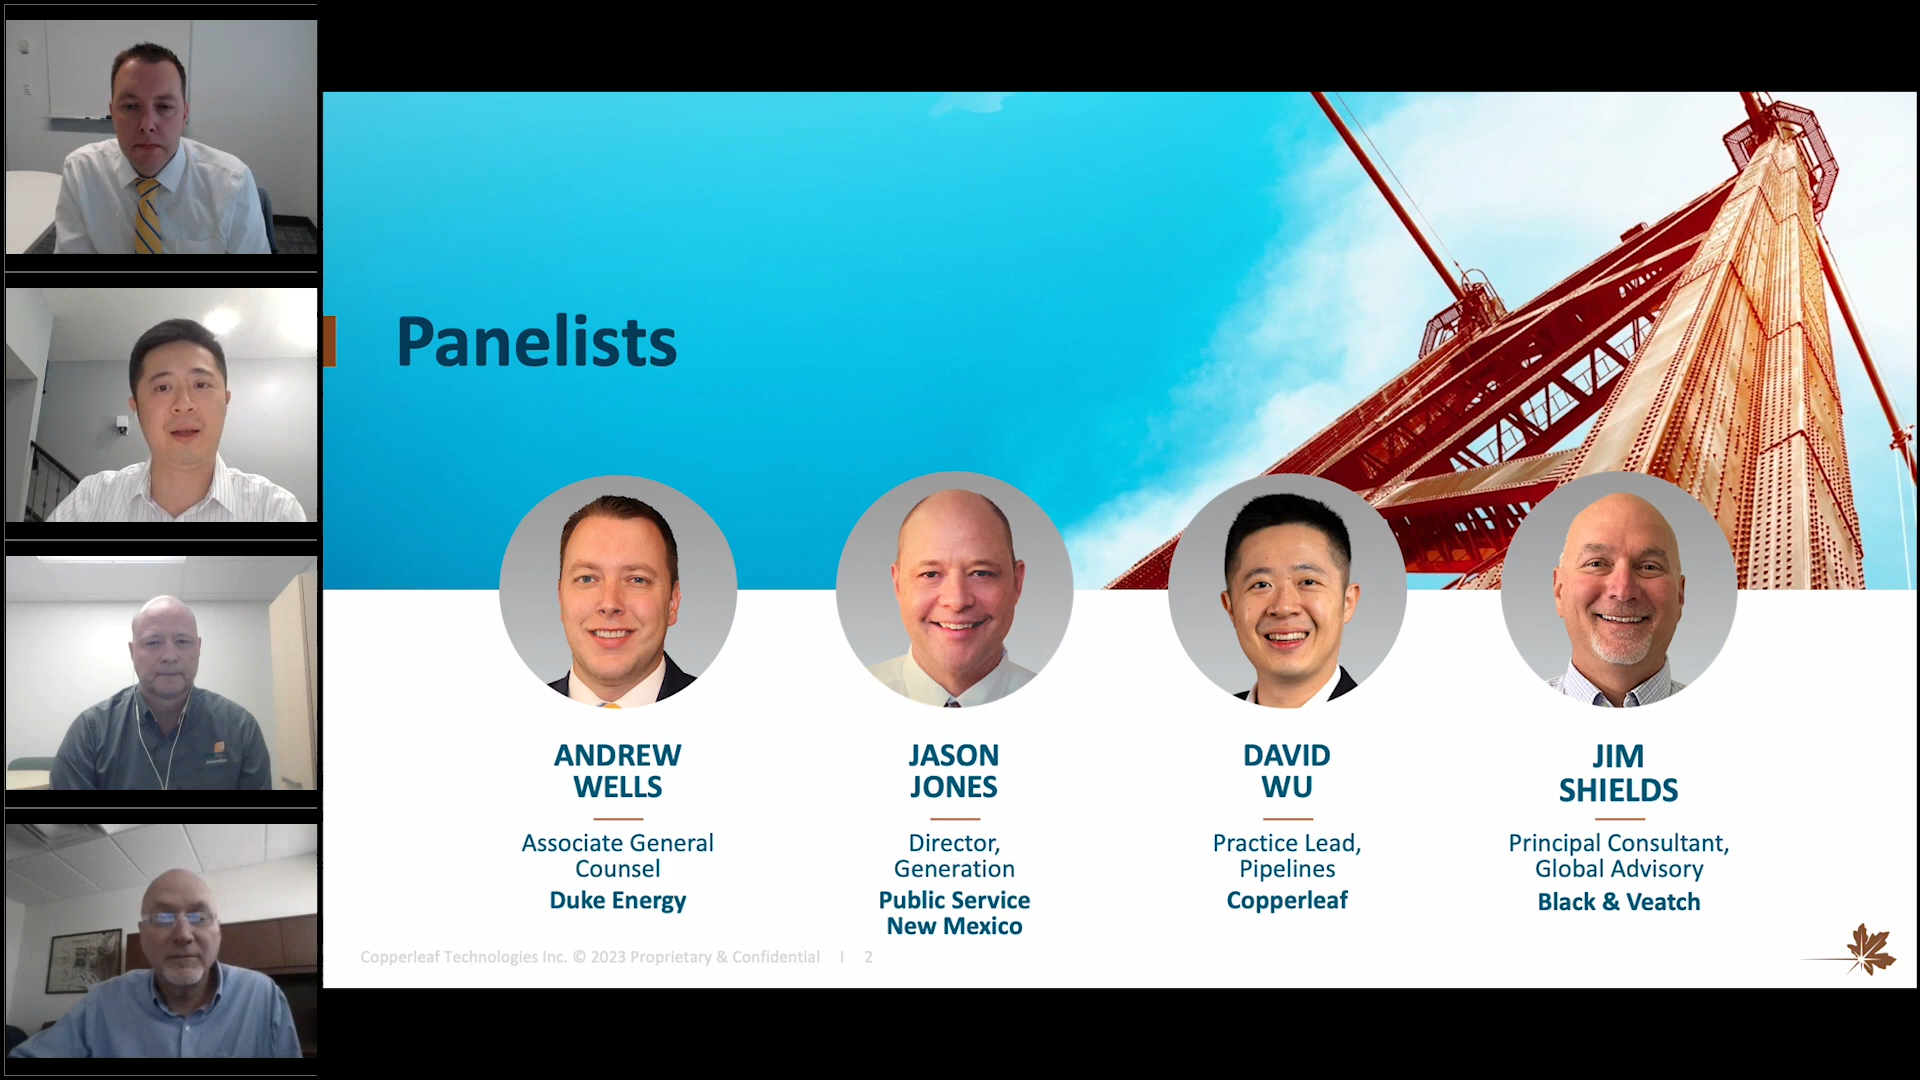 Panelists
ANDREW
WELLS
Associate General
Counsel
Duke Energy
JASON
JONES
Director,
Generation
Public Service
New Mexico
DAVID
WU
Practice Lead,
Pipelines
Copperleaf
JIM
SHIELDS
Principal Consultant,
Global Advisory
Black & Veatch
Copperleaf Technologies Inc. © 2023 Proprietary & Confidential | 2